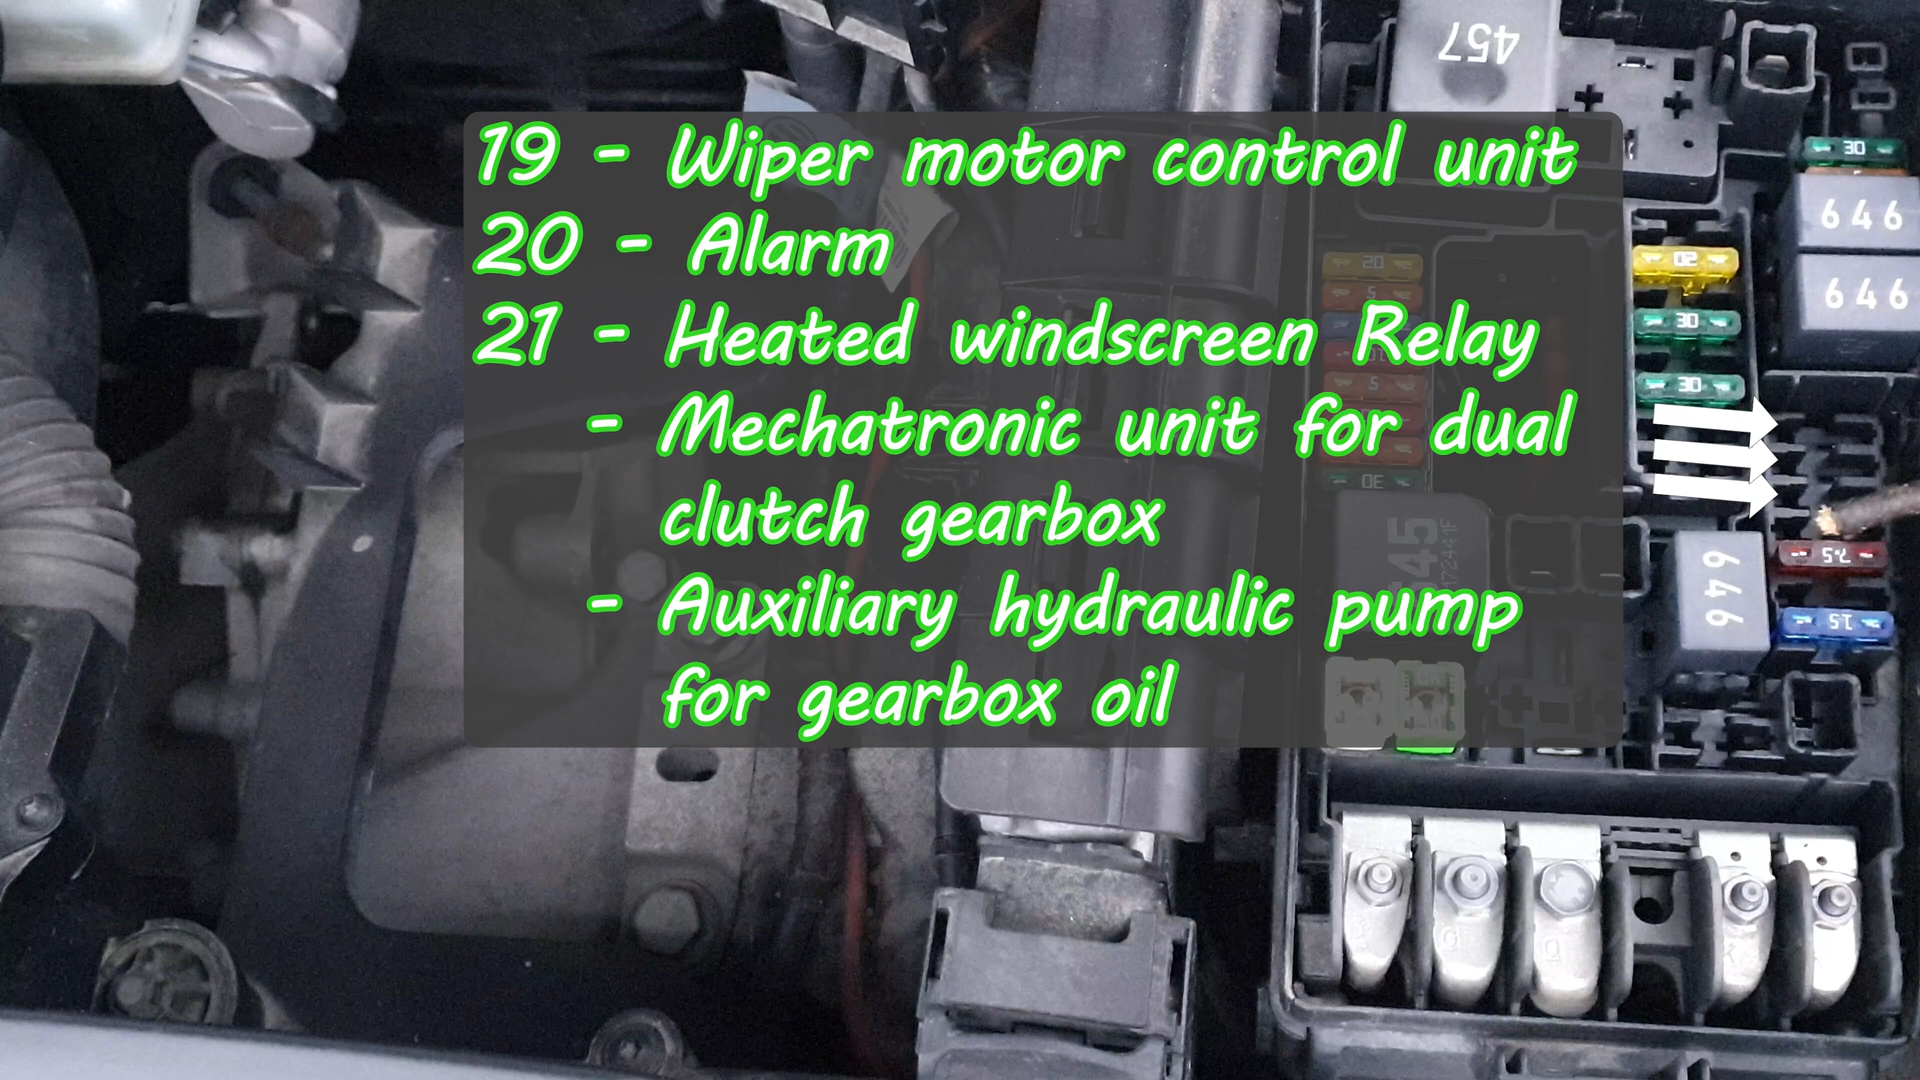 457
19 - Wiper motor control unit
30
646
20 - Alarm
20
20
5
646
21 - Heated windscreen Relay
30
5
30
- Mechatronic unit for dual
30
clutch gearbox
645
646
7.5
- Auxiliary hydraulic pump
15
for gearbox oil